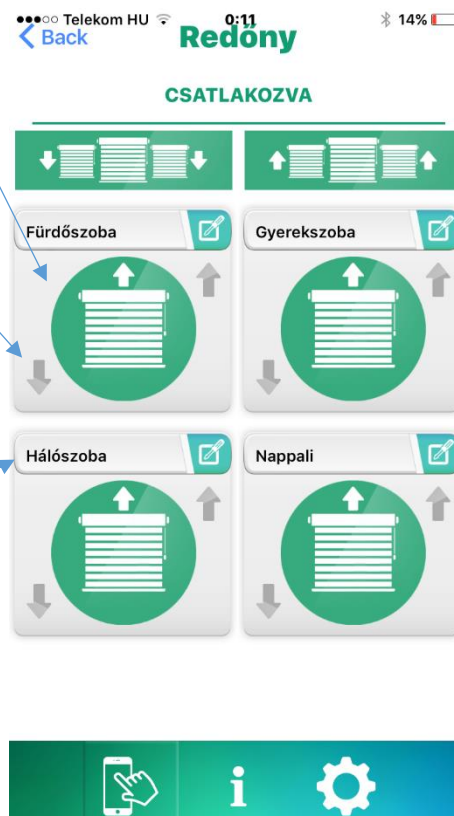 ●●●○○ Telekom HU 0:11 14%
Back Redőny
CSATLAKOZVA
Fürdőszoba
Gyerekszoba
Hálószoba
Nappali
i